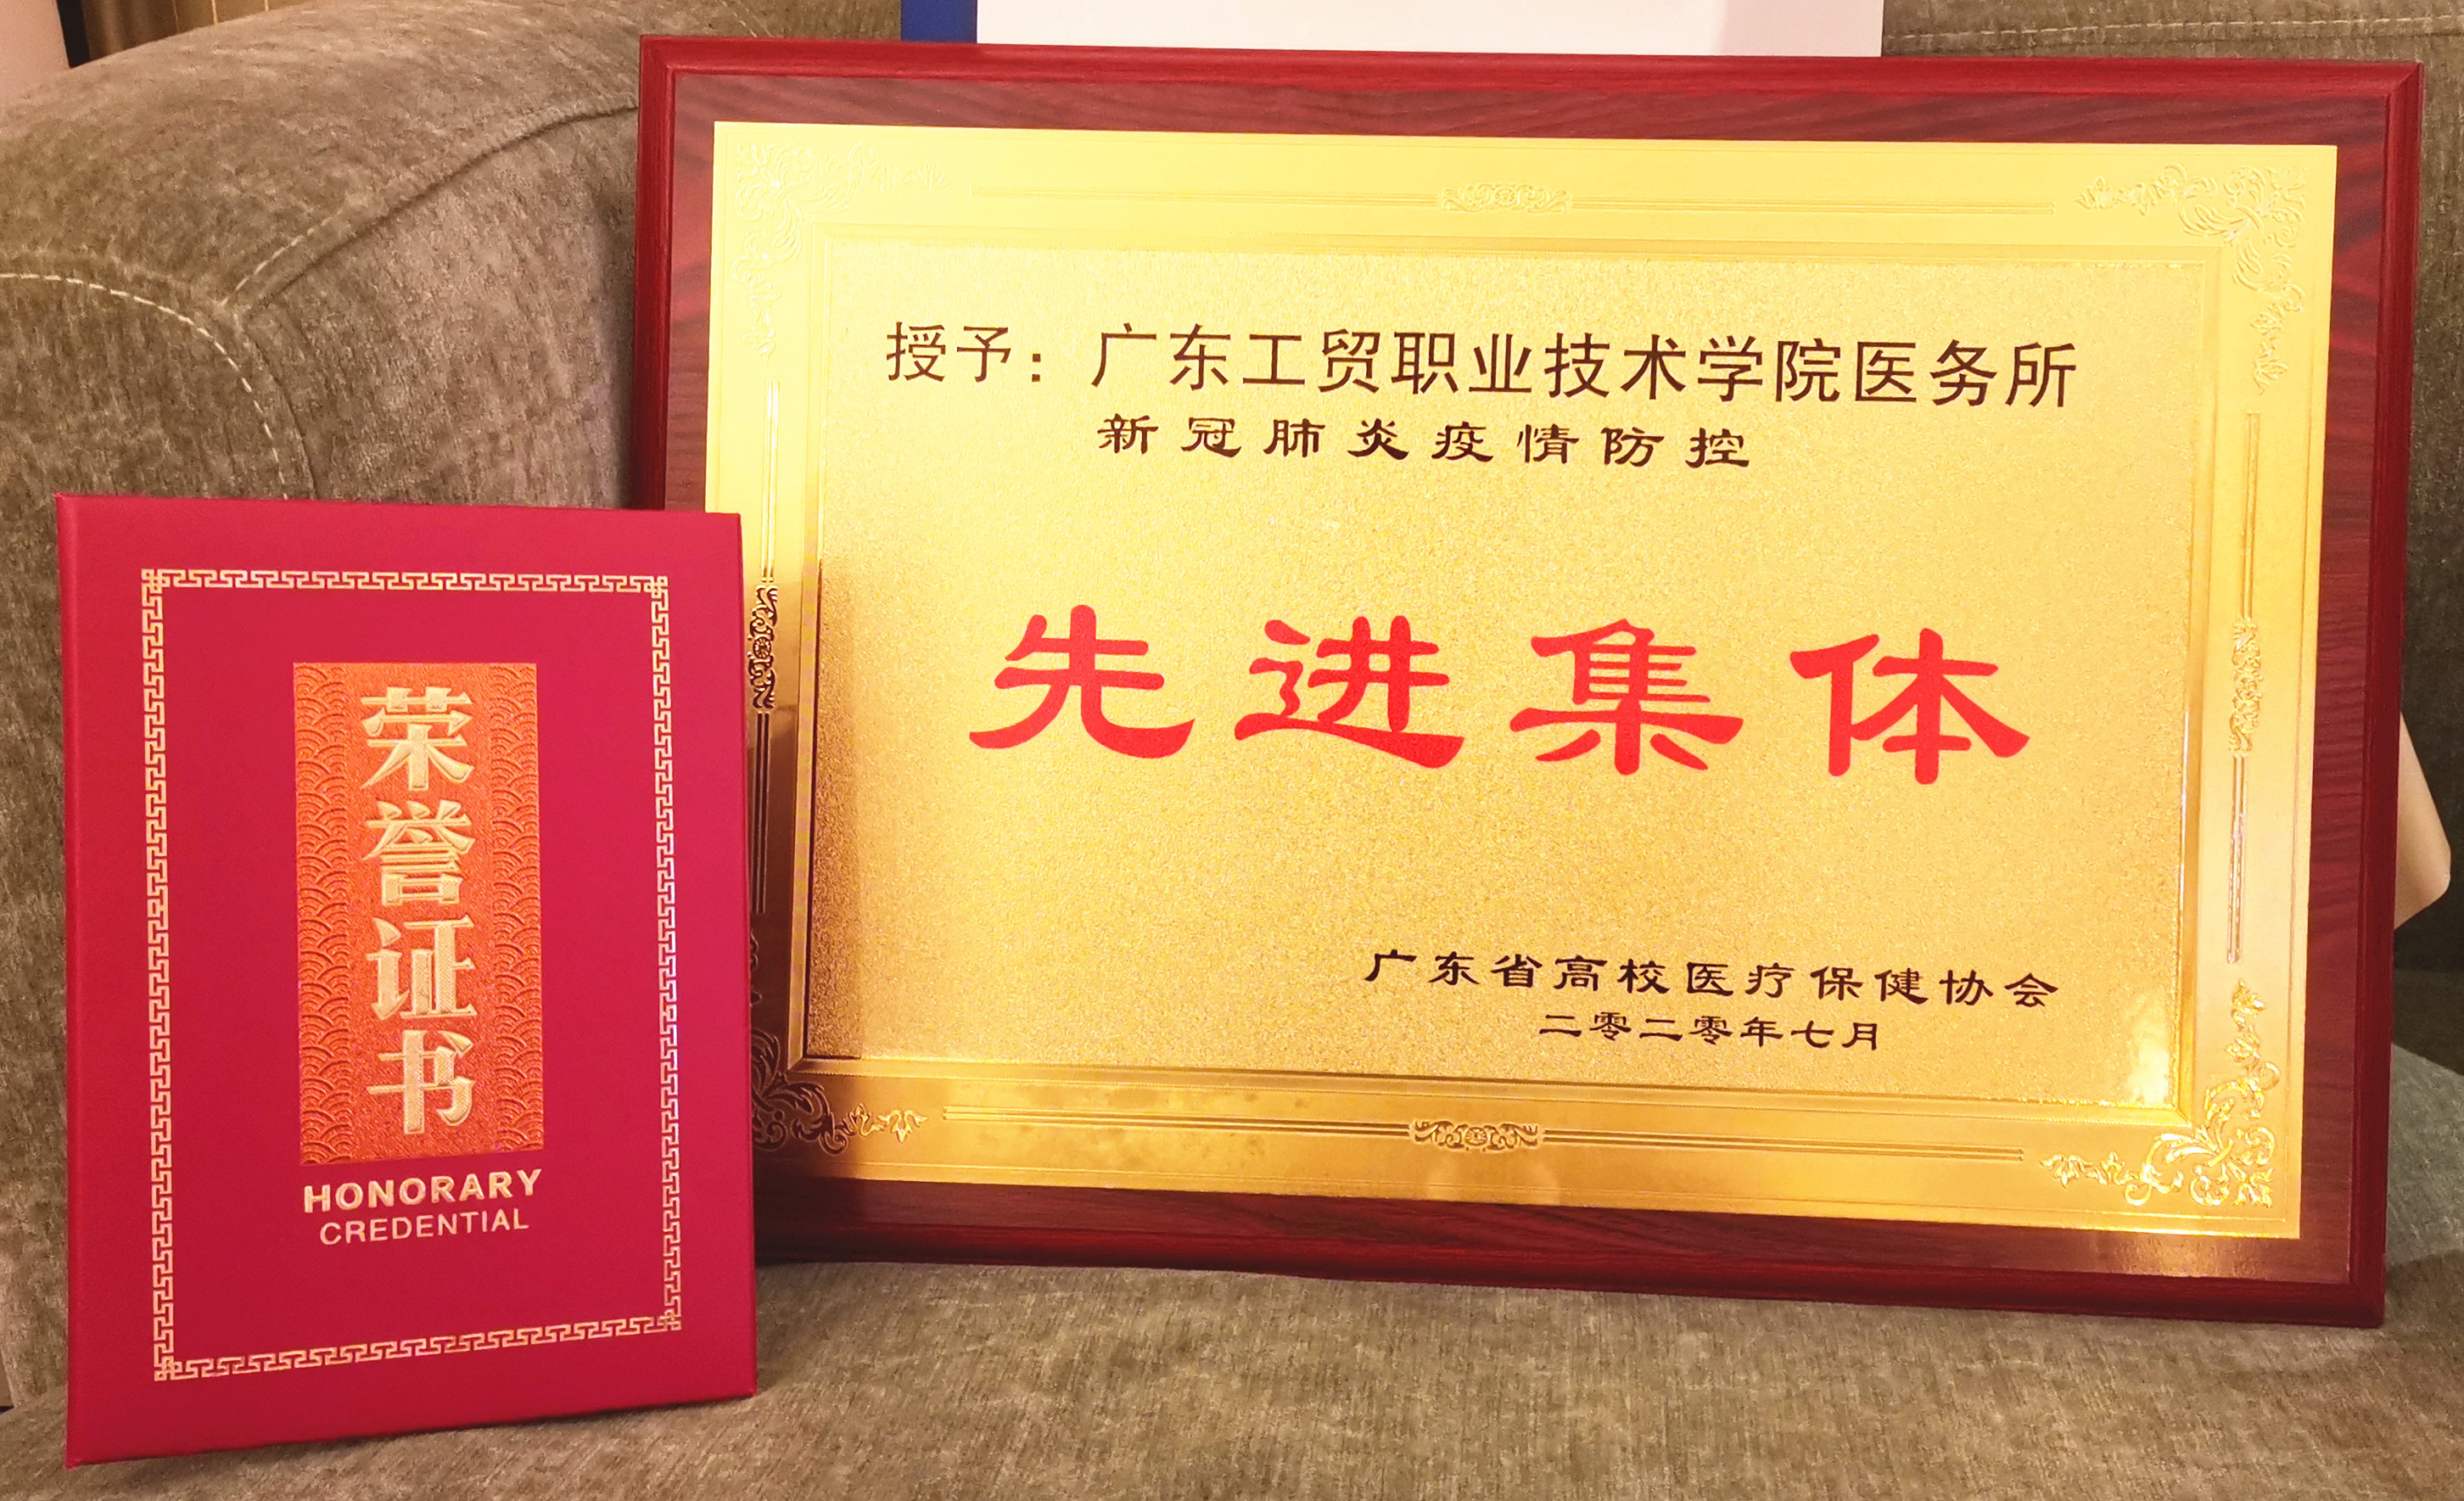 授予：广东工贸职业技术学院医务所
新冠肺炎疫情防控
先进集体
广东省高校医疗保健协会
二零二零年七月
荣誉证书
HONORARY
CREDENTIAL